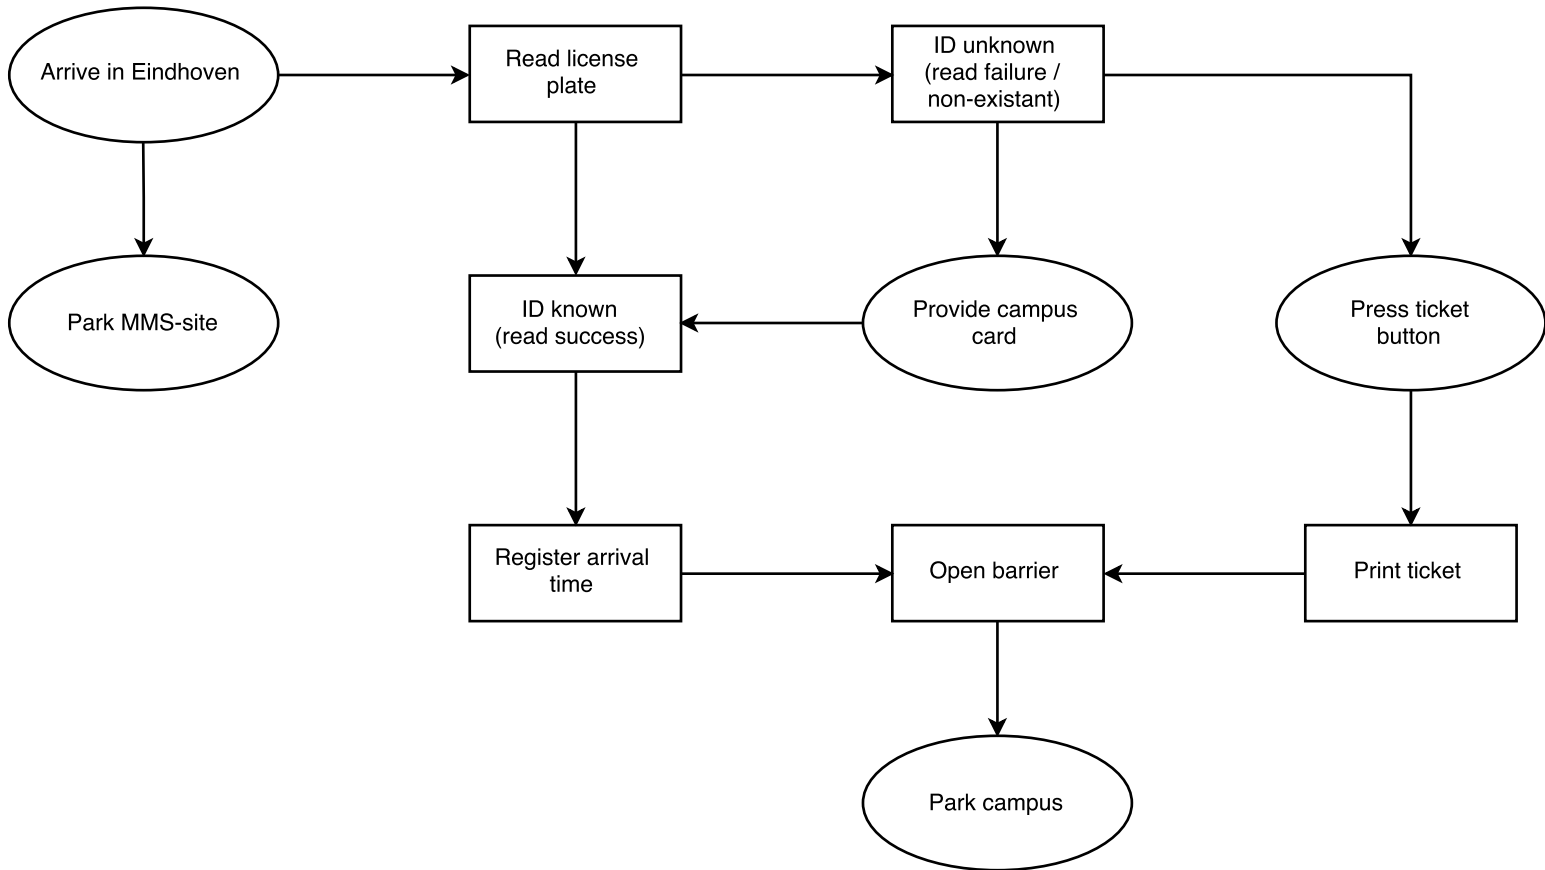 Arrive in Eindhoven
Read license
plate
ID unknown
(read failure /
non-existant)
Park MMS-site
ID known
(read success)
Provide campus
card
Press ticket
button
Register arrival
time
Open barrier
Print ticket
Park campus